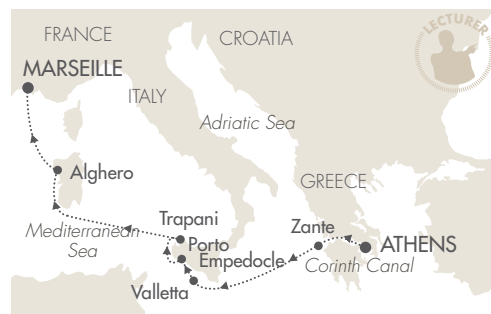 LECTURER
FRANCE
CROATIA
MARSEILLE
ITALY
Adriatic Sea
Alghero
GREECE
Trapani
Zante
Mediterranean
Sea
Porto
Empedocle
ATHENS
Corinth Canal
Valletta